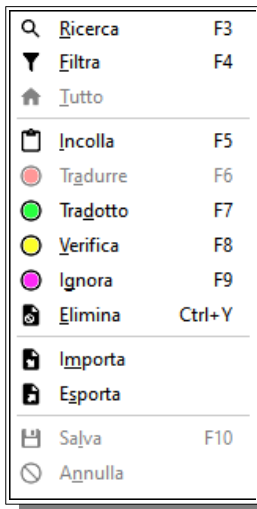 Ricerca F3
Filtra F4
Tutto
Incolla F5
Tradurre F6
Tradotto F7
Verifica F8
Ignora F9
Elimina Ctrl+Y
Importa
Esporta
Salva F10
Annulla